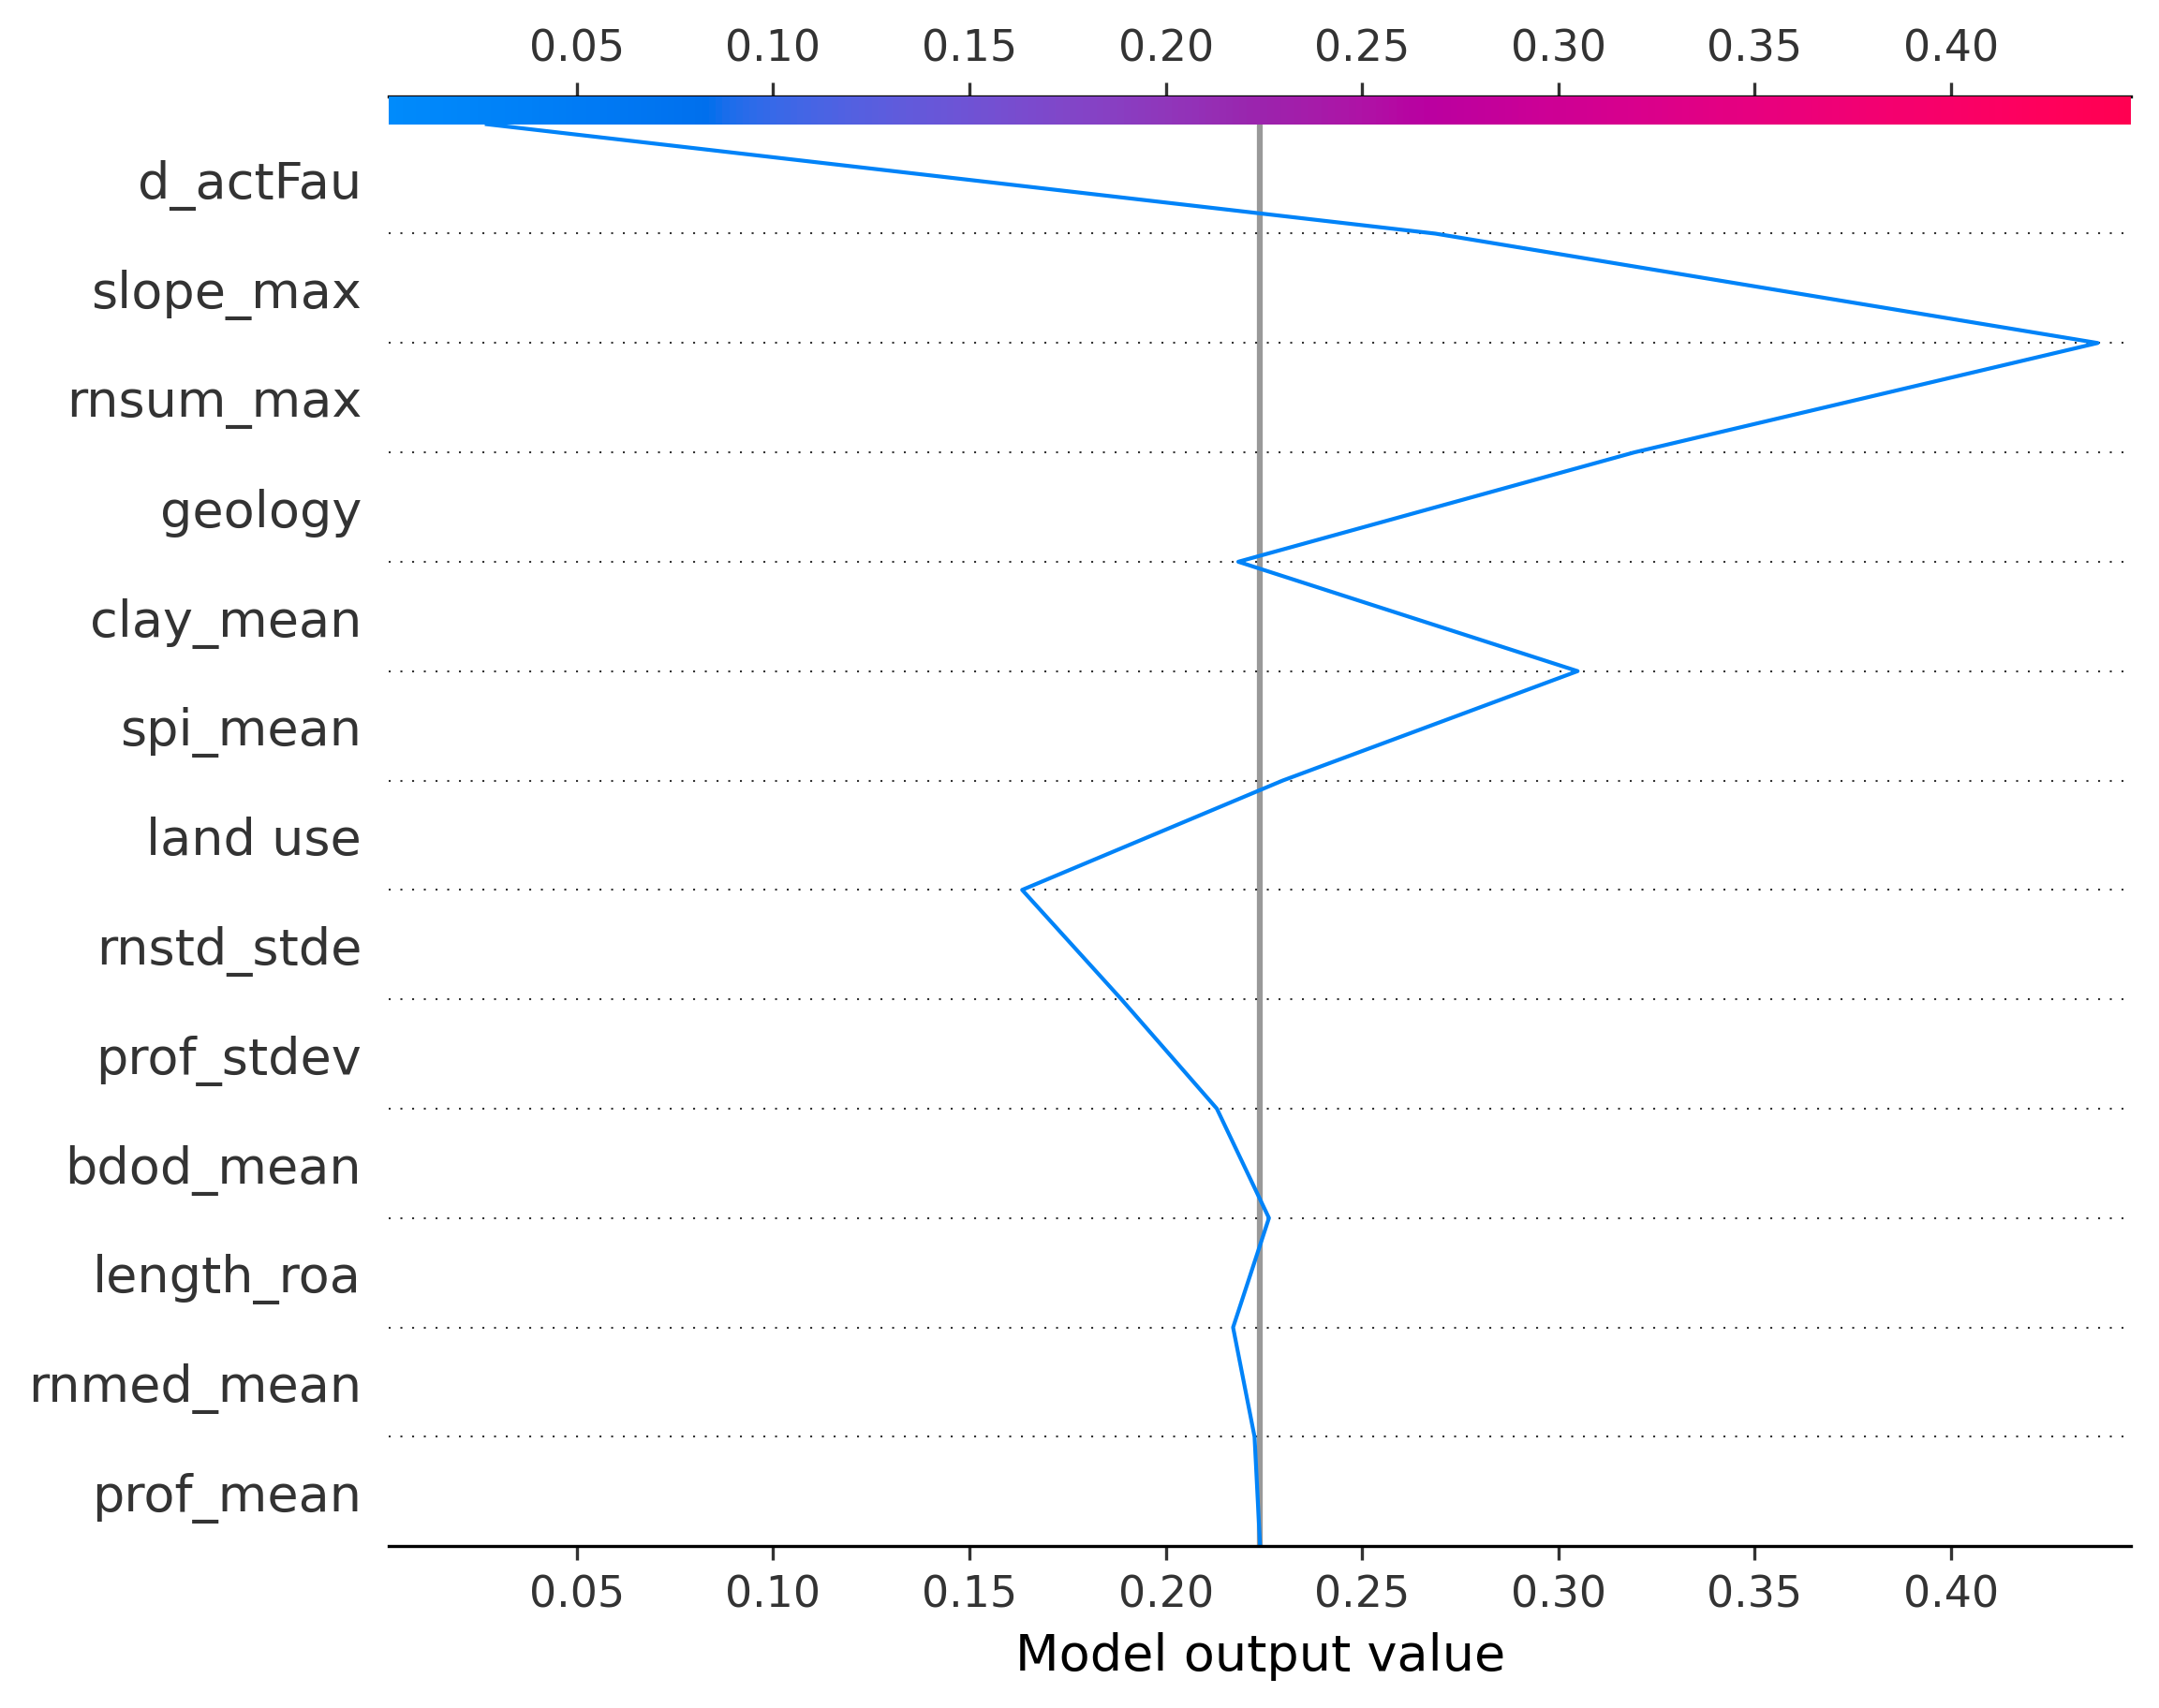 0.05 0.10 0.15 0.20 0.25 0.30 0.35 0.40
d_actFau
slope_max
rnsum_max
geology
clay_mean
spi_mean
land use
rnstd_stde
prof_stdev
bdod_mean
length_roa
rnmed_mean
prof_mean
0.05 0.10 0.15 0.20 0.25 0.30 0.35 0.40
Model output value